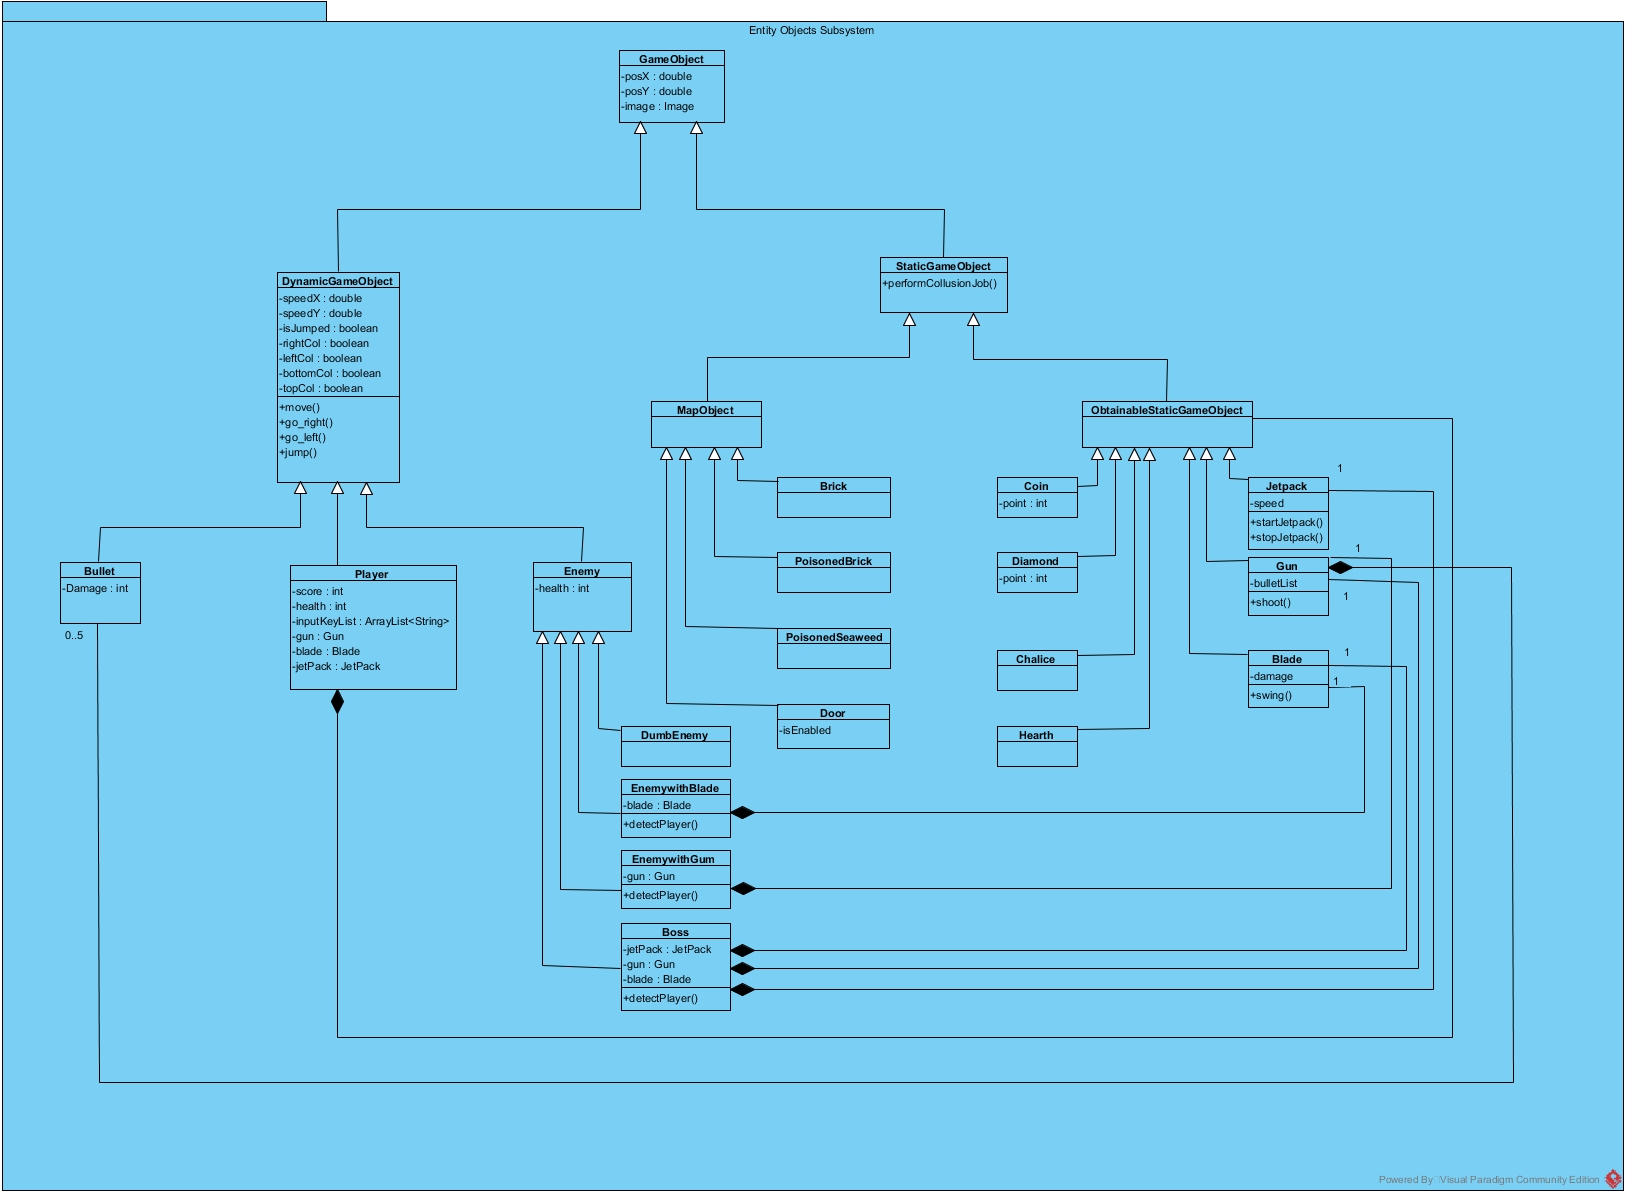 Entity Objects Subsystem
GameObject
-posX : double
-posY : double
-image : Image
DynamicGameObject
-speedX : double
-speedY : double
-isJumped : boolean
-rightCol : boolean
-leftCol : boolean
-bottomCol : boolean
-topCol : boolean
+move()
+go_right()
+go_left()
+jump()
StaticGameObject
+performCollusionJob()
MapObject
ObtainableStaticGameObject
Bullet
-Damage : int
0..5
Player
-score : int
-health : int
-inputKeyList : ArrayList<String>
-gun : Gun
-blade : Blade
-jetPack : JetPack
Enemy
-health : int
Brick
PoisonedBrick
PoisonedSeaweed
Door
-isEnabled
Coin
-point : int
Diamond
-point : int
Chalice
Hearth
1
Jetpack
-speed
+startJetpack()
+stopJetpack()
1
Gun
-bulletList
+shoot()
1
1
Blade
-damage
+swing()
1
DumbEnemy
EnemywithBlade
-blade : Blade
+detectPlayer()
EnemywithGum
-gun : Gun
+detectPlayer()
Boss
-jetPack : JetPack
-gun : Gun
-blade : Blade
+detectPlayer()
Powered By Visual Paradigm Community Edition